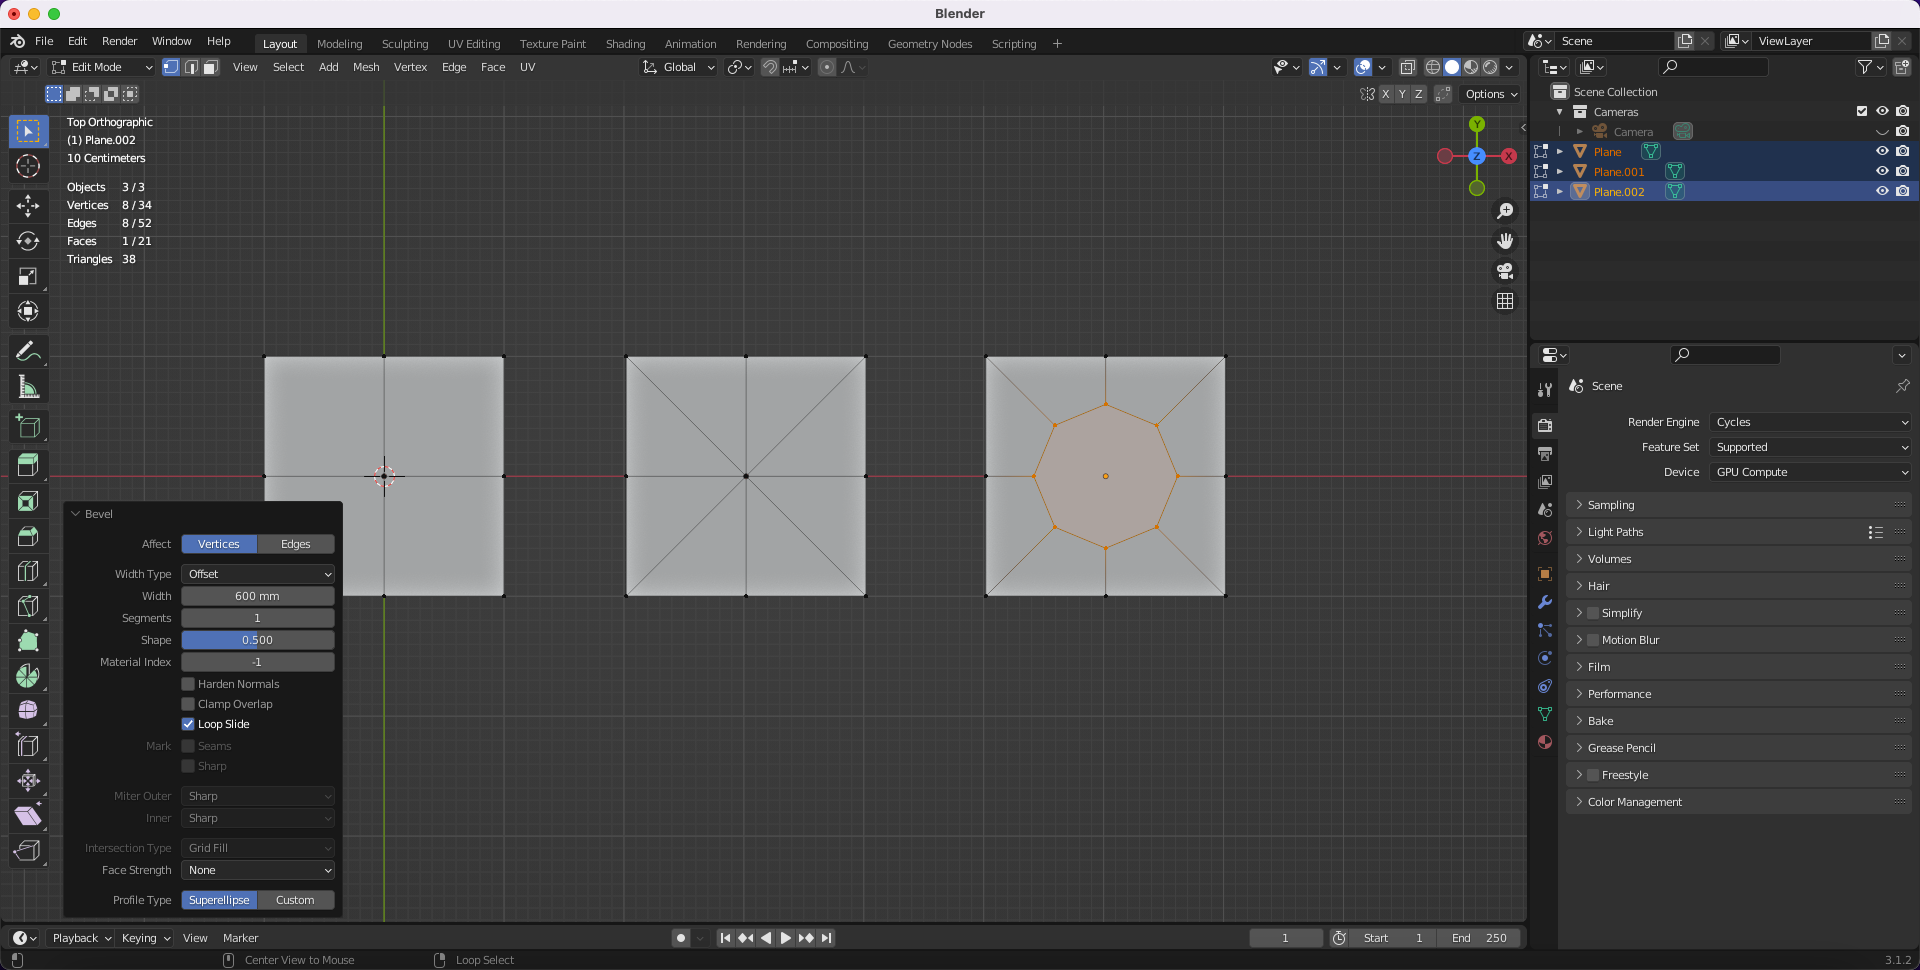 Blender
File Edit Render Window Help Layout Modeling Sculpting UV Editing Texture Paint Shading Animation Rendering Compositing Geometry Nodes Scripting + Scene ViewLayer
Edit Mode View Select Add Mesh Vertex Edge Face UV Global
X Y Z Options
Top Orthographic
(1) Plane.002
10 Centimeters
Objects 3 / 3
Vertices 8 / 34
Edges 8 / 52
Faces 1 / 21
Triangles 38
Y
Z X
Bevel
Affect Vertices Edges
Width Type Offset
Width 600 mm
Segments 1
Shape 0.500
Material Index -1
Harden Normals
Clamp Overlap
Loop Slide
Mark Seams
Sharp
Miter Outer Sharp
Inner Sharp
Intersection Type Grid Fill
Face Strength None
Profile Type Superellipse Custom
Scene Collection
Cameras
Camera
Plane
Plane.001
Plane.002
Scene
Render Engine Cycles
Feature Set Supported
Device GPU Compute
Sampling
Light Paths
Volumes
Hair
Simplify
Motion Blur
Film
Performance
Bake
Grease Pencil
Freestyle
Color Management
Playback Keying View Marker 1 Start 1 End 250
Center View to Mouse Loop Select 3.1.2